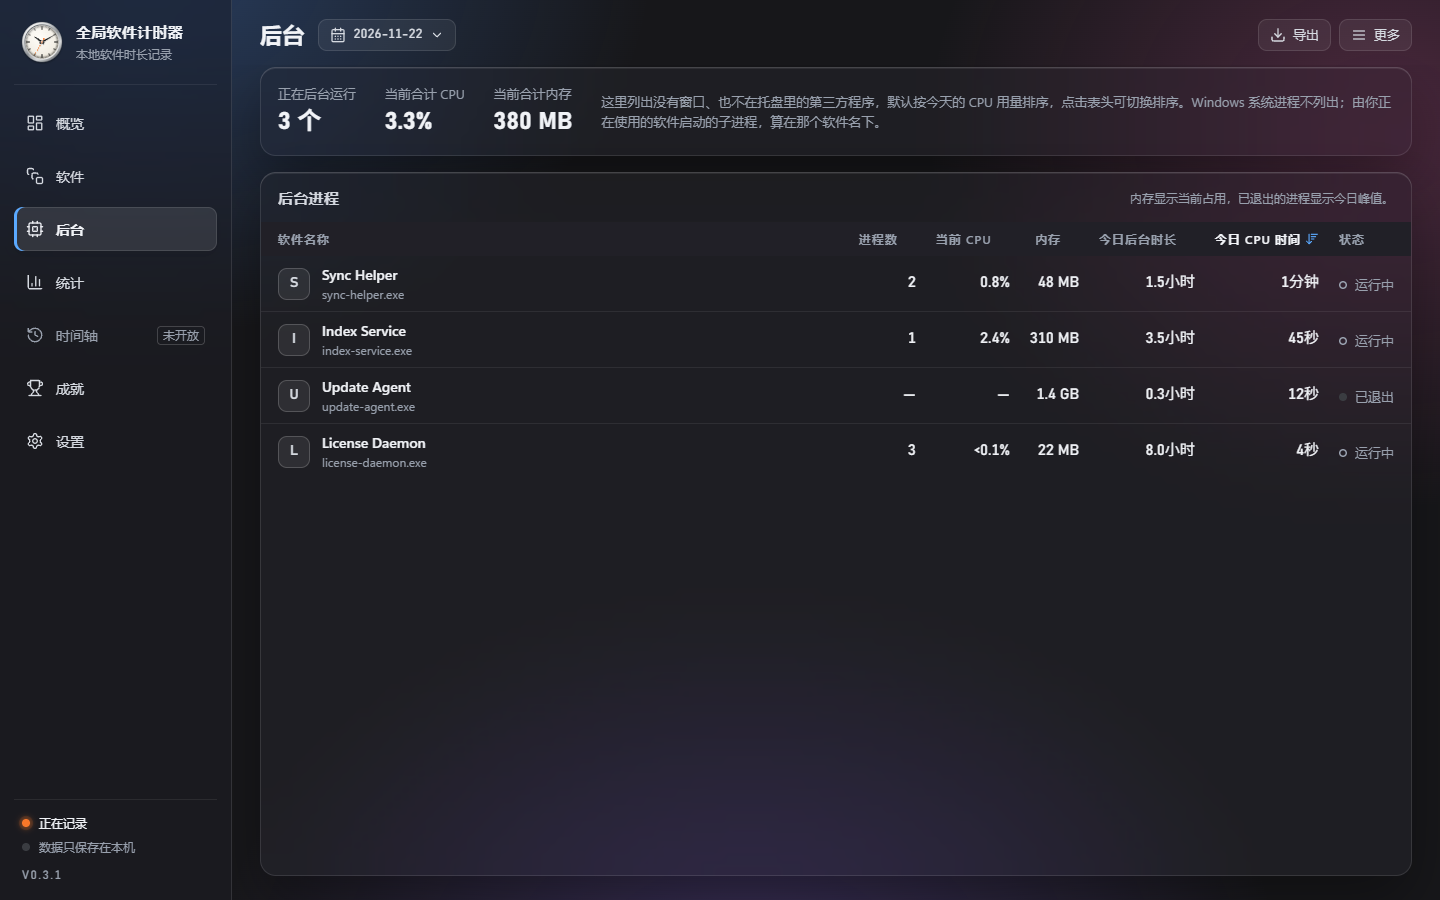 全局软件计时器
本地软件时长记录
概览
软件
后台
统计
时间轴 未开放
成就
设置
正在记录
数据只保存在本机
V0.3.1
后台 2026-11-22 导出 更多
正在后台运行 当前合计 CPU 当前合计内存
3 个 3.3% 380 MB
这里列出没有窗口、也不在托盘里的第三方程序，默认按今天的 CPU 用量排序，点击表头可切换排序。Windows 系统进程不列出；由你正
在使用的软件启动的子进程，算在那个软件名下。
后台进程 内存显示当前占用，已退出的进程显示今日峰值。
软件名称 进程数 当前 CPU 内存 今日后台时长 今日 CPU 时间 状态
S Sync Helper 2 0.8% 48 MB 1.5小时 1分钟 运行中
sync-helper.exe
I Index Service 1 2.4% 310 MB 3.5小时 45秒 运行中
index-service.exe
U Update Agent — — 1.4 GB 0.3小时 12秒 已退出
update-agent.exe
L License Daemon 3 <0.1% 22 MB 8.0小时 4秒 运行中
license-daemon.exe